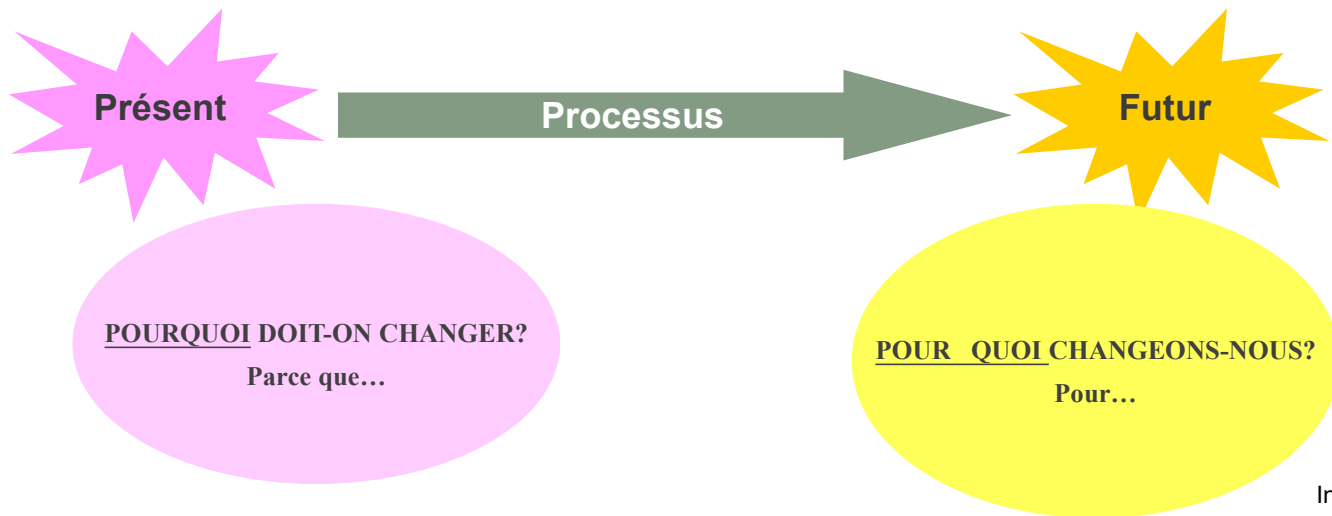 Présent
Processus
Futur
POURQUOI DOIT-ON CHANGER?
Parce que…
POUR QUOI CHANGEONS-NOUS?
Pour…